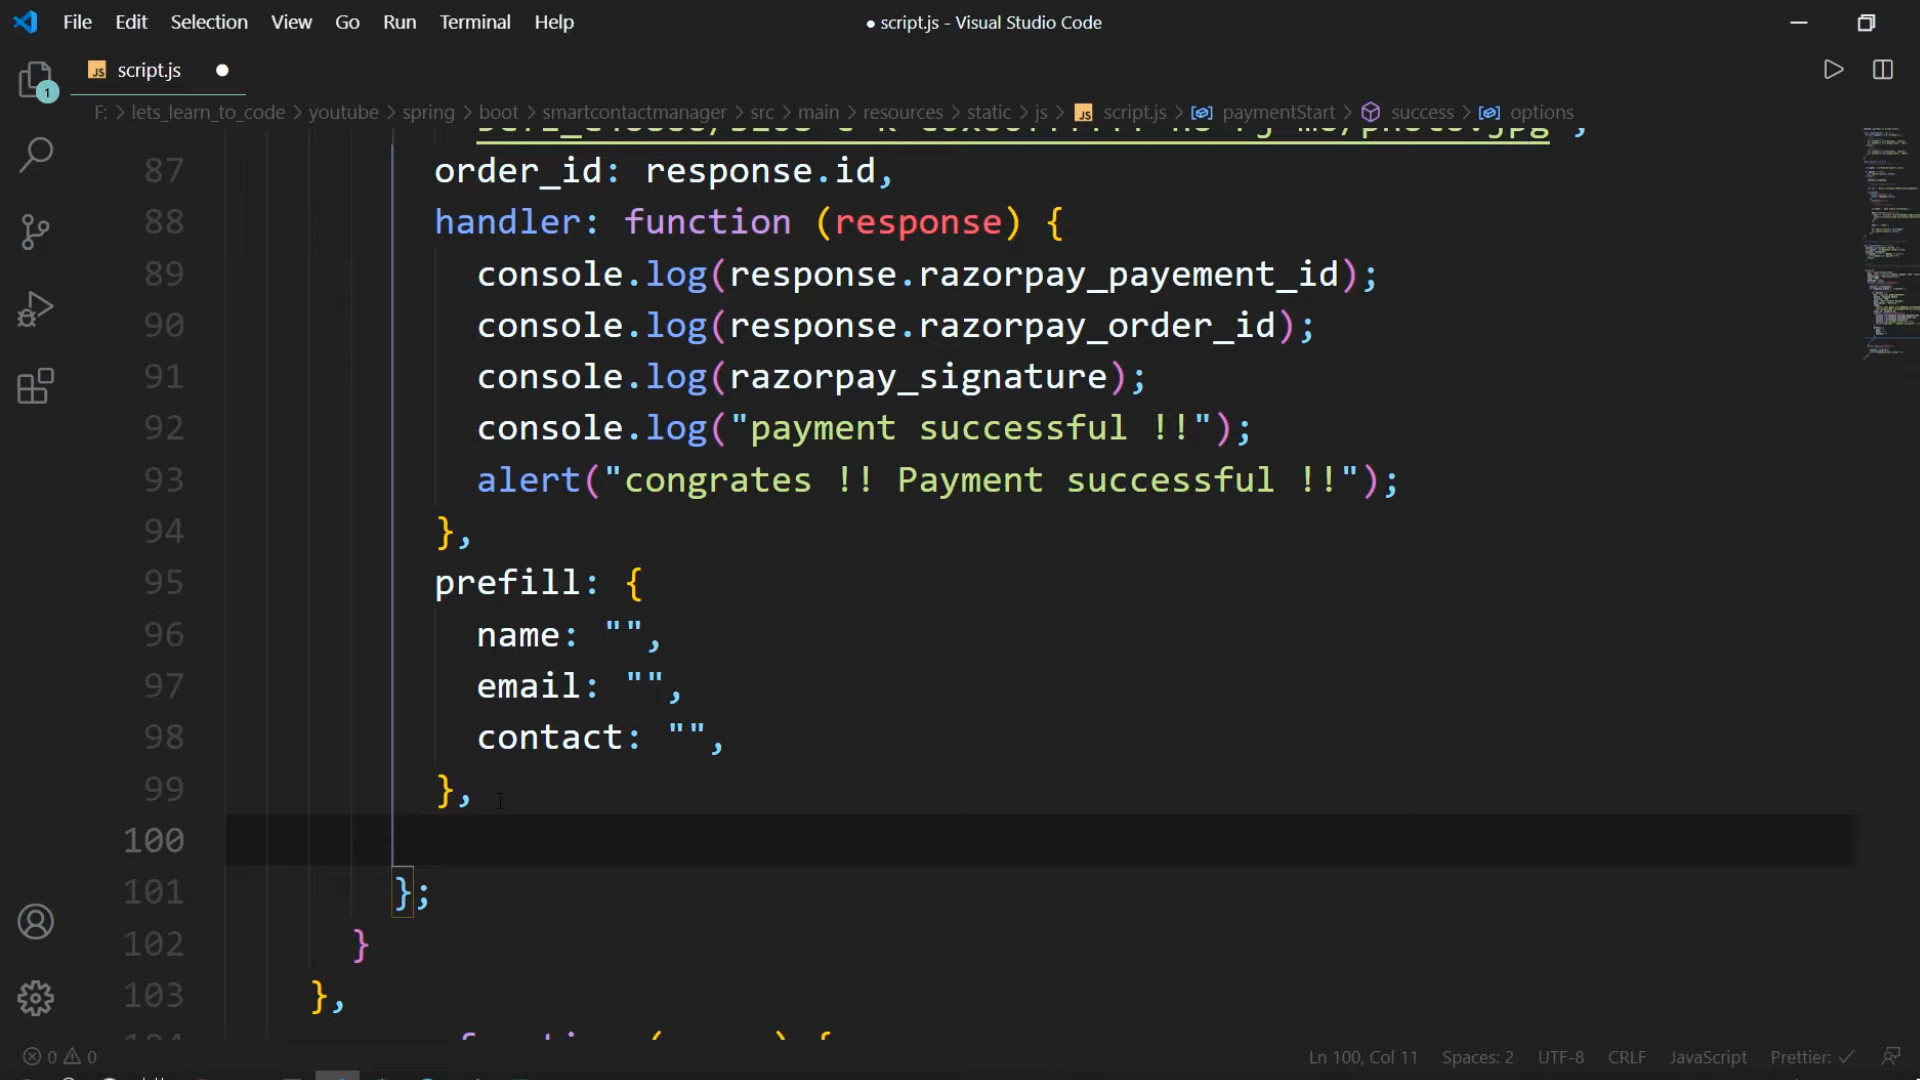 File Edit Selection View Go Run Terminal Help
● script.js - Visual Studio Code
JS script.js ●
1
F: > lets_learn_to_code > youtube > spring > boot > smartcontactmanager > src > main > resources > static > js > JS script.js > paymentStart > success > options
87 order_id: response.id,
88 handler: function (response) {
89 console.log(response.razorpay_payement_id);
90 console.log(response.razorpay_order_id);
91 console.log(razorpay_signature);
92 console.log("payment successful !!");
93 alert("congrates !! Payment successful !!");
94 },
95 prefill: {
96 name: "",
97 email: "",
98 contact: "",
99 },
100
101 };
102 }
103 },
0 0
Ln 100, Col 11 Spaces: 2 UTF-8 CRLF JavaScript Prettier: ✓